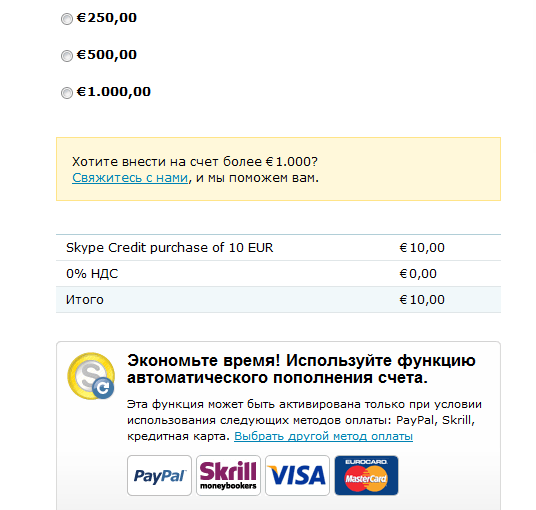 €250,00
€500,00
€1.000,00
Хотите внести на счет более €1.000?
Свяжитесь с нами, и мы поможем вам.
Skype Credit purchase of 10 EUR €10,00
0% НДС €0,00
Итого €10,00
Экономьте время! Используйте функцию
автоматического пополнения счета.
Эта функция может быть активирована только при условии
использования следующих методов оплаты: PayPal, Skrill,
кредитная карта. Выбрать другой метод оплаты
S
PayPal Skrill moneybookers VISA EUROCARD MasterCard